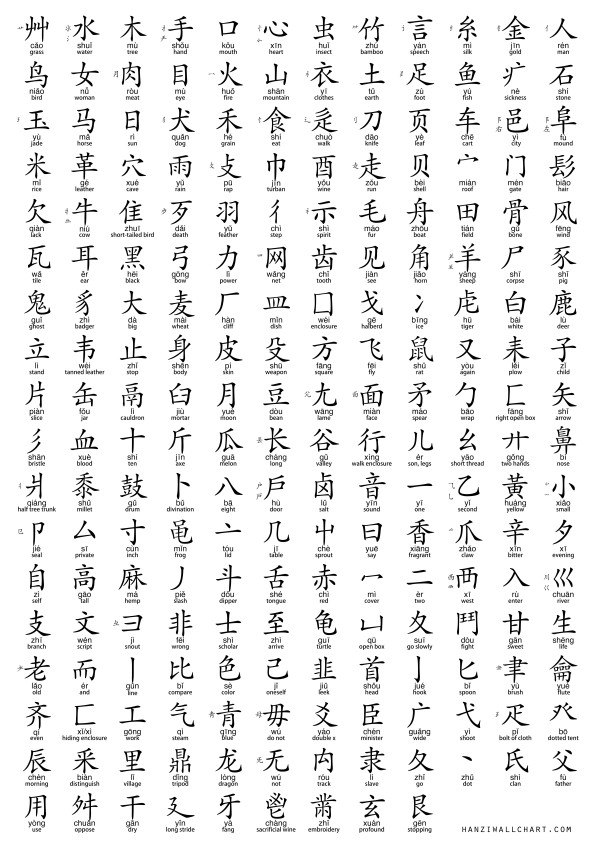 艸 水 木 手 口 心 虫 竹 言 糸 金 人
cǎo shuǐ mù shǒu kǒu xīn huǐ zhú yán mì jīn rén
grass water tree hand mouth heart insect bamboo speech silk gold man
鸟 女 肉 目 火 山 衣 土 足 鱼 疒 石
niǎo nǚ ròu mù huǒ shān yī tǔ zú yú nè shí
bird woman meat eye fire mountain clothes earth foot fish sickness stone
玉 马 日 犬 禾 食 辵 刀 页 车 邑 阜
yù mǎ rì quǎn hé shí chuò dāo yè chē yì fù
jade horse sun dog grain eat walk knife leaf cart city mound
米 革 穴 雨 攴 巾 酉 走 贝 宀 门 髟
mǐ gé xué yǔ pū jīn yǒu zǒu bèi mián mén biāo
rice leather cave rain rap turban wine run shell roof gate hair
欠 牛 隹 歹 羽 彳 示 毛 舟 田 骨 风
qiàn niú zhuī dǎi yǔ chì shì máo zhōu tián gǔ fēng
lack cow short-tailed bird death feather step spirit fur boat field bone wind
瓦 耳 黑 弓 力 网 齿 见 角 羊 尸 豕
wǎ ěr hēi gōng lì wǎng chǐ jiàn jiǎo yáng shī shǐ
tile ear black bow power net tooth see horn sheep corpse pig
鬼 豸 大 麦 厂 皿 囗 戈 冫 虍 白 鹿
guǐ zhì dà mài hàn mǐn wéi gē bīng hǔ bái lù
ghost badger big wheat cliff dish enclosure halberd ice tiger white deer
立 韦 止 身 皮 殳 方 飞 鼠 又 耒 子
lì wéi zhǐ shēn pí shū fāng fēi shǔ yòu lěi zǐ
stand tanned leather stop body skin weapon square fly rat again plow child
片 缶 鬲 臼 月 豆 尢 面 矛 勹 匚 矢
piàn fǒu lì jiù yuè dòu wāng miàn máo bāo fāng shǐ
slice jar cauldron mortar moon bean lame face spear wrap right open box arrow
彡 血 十 斤 瓜 长 谷 行 儿 幺 廾 鼻
shān xuè shí jīn guā cháng gǔ xíng ér yāo gǒng bí
bristle blood ten axe melon long valley walk enclosure son, legs short thread two hands nose
爿 黍 鼓 卜 八 戶 卤 音 一 乙 黄 小
qiáng shǔ gǔ bǔ bā hù lǔ yīn yī yǐ huáng xiǎo
half tree trunk millet drum divination eight door salt sound one second yellow small
卩 厶 寸 黾 亠 几 屮 曰 香 爪 辛 夕
jié sī cùn mǐn tóu jī chè yuē xiāng zhǎo xīn xī
seal private inch frog lid table sprout say fragrant claw bitter evening
自 高 麻 丿 斗 舌 赤 冖 二 襾 入 巛
zì gāo má piě dǒu shé chì mì èr xī rù chuān
self tall hemp slash dipper tongue red cover two west enter river
支 文 彐 非 士 至 龟 凵 夊 鬥 甘 生
zhī wén jì fēi shì zhì guī qǔ suī dòu gān shēng
branch script snout wrong scholar arrive turtle open box go slowly fight sweet life
老 而 丨 比 色 己 韭 首 亅 匕 聿 龠
lǎo ér gǔn bǐ sè jǐ jiǔ shǒu jué bǐ yù yuè
old and line compare color oneself leek head hook spoon brush flute
齐 匸 工 气 青 毋 爻 臣 广 弋 疋 癶
qí xǐ/xì gōng qì qīng wú yáo chén guǎng yì pǐ bō
even hiding enclosure work steam blue do not double x minister wide shoot bolt of cloth dotted tent
辰 釆 里 鼎 龙 无 禸 隶 夂 丶 氏 父
chén biàn lǐ dǐng lóng wú róu lì zhǐ zhǔ shì fù
morning distinguish village tripod dragon not track slave go dot clan father
用 舛 干 廴 牙 鬯 黹 玄 艮
yòng chuǎn gān yǐn yá chàng zhǐ xuán gěn
use oppose dry long stride fang sacrificial wine embroidery profound stopping
HANZIWALLCHART.COM